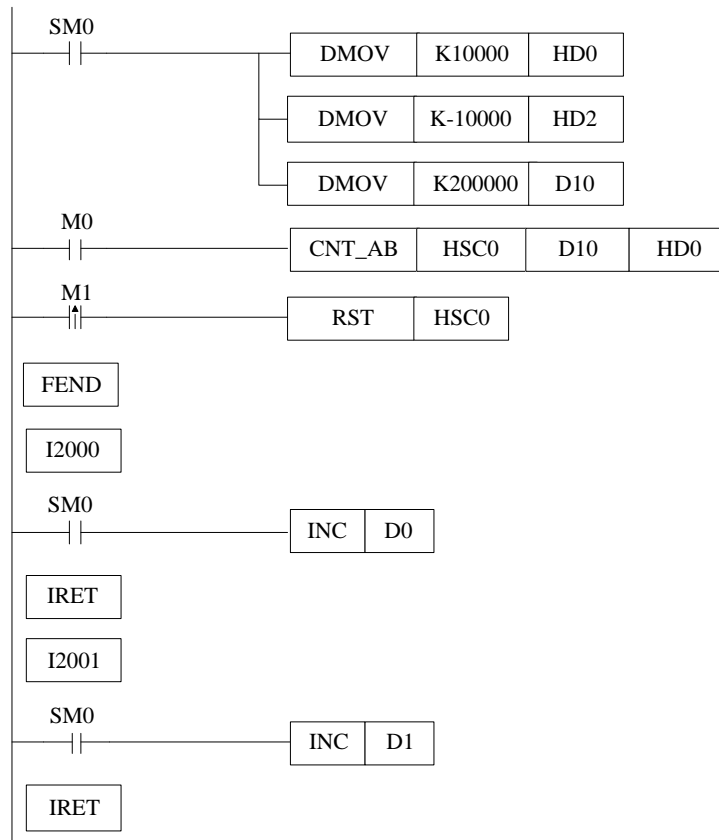 SM0
DMOV K10000 HD0
DMOV K-10000 HD2
DMOV K200000 D10
M0
CNT_AB HSC0 D10 HD0
M1
RST HSC0
FEND
I2000
SM0
INC D0
IRET
I2001
SM0
INC D1
IRET